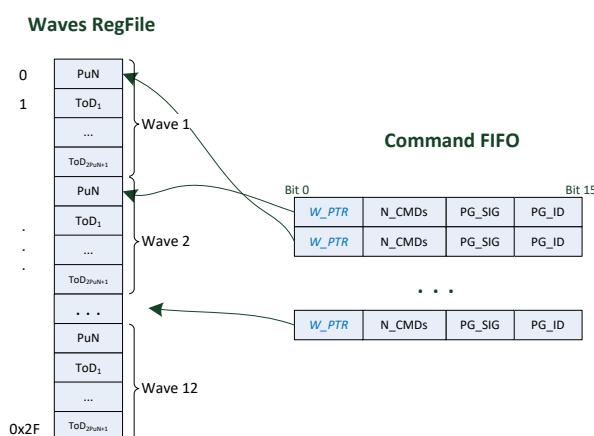 Waves RegFile
0 PuN
1 ToD1
...
ToD2PuN+1
Wave 1
PuN
ToD1
...
ToD2PuN+1
Wave 2
. . .
. . .
PuN
ToD1
...
0x2F ToD2PuN+1
Wave 12
Command FIFO
Bit 0 Bit 15
W_PTR N_CMDs PG_SIG PG_ID
W_PTR N_CMDs PG_SIG PG_ID
. . .
W_PTR N_CMDs PG_SIG PG_ID